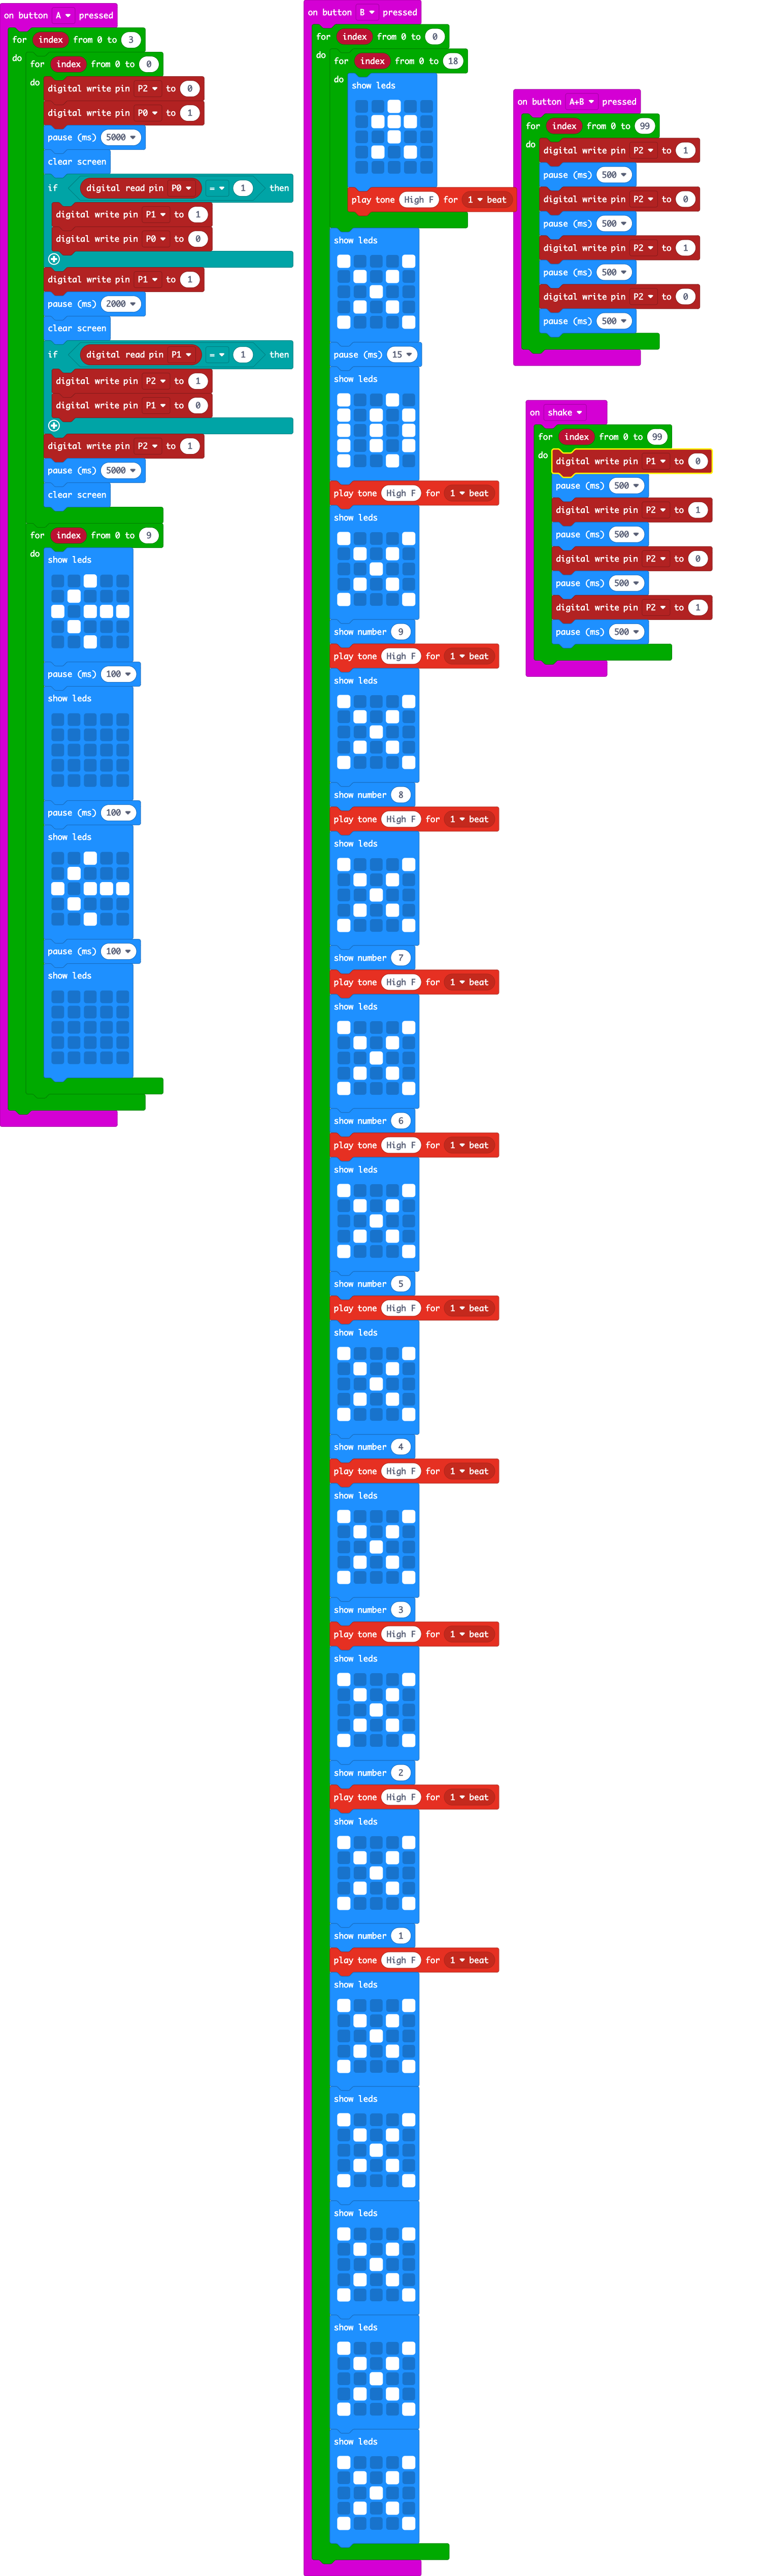 on button A pressed
for index from 0 to 3
do
for index from 0 to 0
do
digital write pin P2 to 0
digital write pin P0 to 1
pause (ms) 5000
clear screen
if digital read pin P0 = 1 then
digital write pin P1 to 1
digital write pin P0 to 0
digital write pin P1 to 1
pause (ms) 2000
clear screen
if digital read pin P1 = 1 then
digital write pin P2 to 1
digital write pin P1 to 0
digital write pin P2 to 1
pause (ms) 5000
clear screen
for index from 0 to 9
do
show leds
pause (ms) 100
show leds
pause (ms) 100
show leds
pause (ms) 100
show leds
on button B pressed
for index from 0 to 0
do
for index from 0 to 18
do
show leds
play tone High F for 1 beat
show leds
pause (ms) 15
show leds
play tone High F for 1 beat
show leds
show number 9
play tone High F for 1 beat
show leds
show number 8
play tone High F for 1 beat
show leds
show number 7
play tone High F for 1 beat
show leds
show number 6
play tone High F for 1 beat
show leds
show number 5
play tone High F for 1 beat
show leds
show number 4
play tone High F for 1 beat
show leds
show number 3
play tone High F for 1 beat
show leds
show number 2
play tone High F for 1 beat
show leds
show number 1
play tone High F for 1 beat
show leds
show leds
show leds
show leds
show leds
on button A+B pressed
for index from 0 to 99
do
digital write pin P2 to 1
pause (ms) 500
digital write pin P2 to 0
pause (ms) 500
digital write pin P2 to 1
pause (ms) 500
digital write pin P2 to 0
pause (ms) 500
on shake
for index from 0 to 99
do
digital write pin P1 to 0
pause (ms) 500
digital write pin P2 to 1
pause (ms) 500
digital write pin P2 to 0
pause (ms) 500
digital write pin P2 to 1
pause (ms) 500